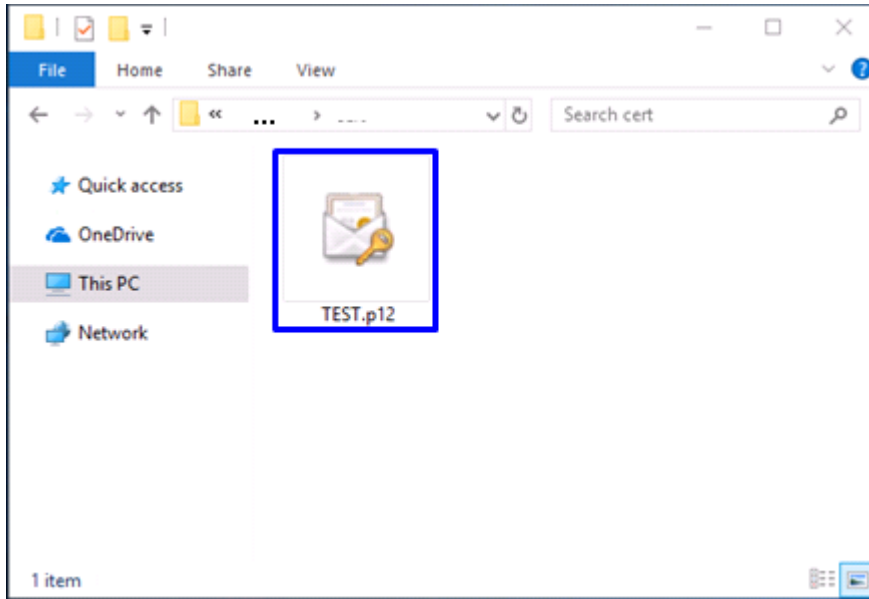 File Home Share View
« ... >
Search cert
Quick access
OneDrive
This PC
Network
TEST.p12
1 item